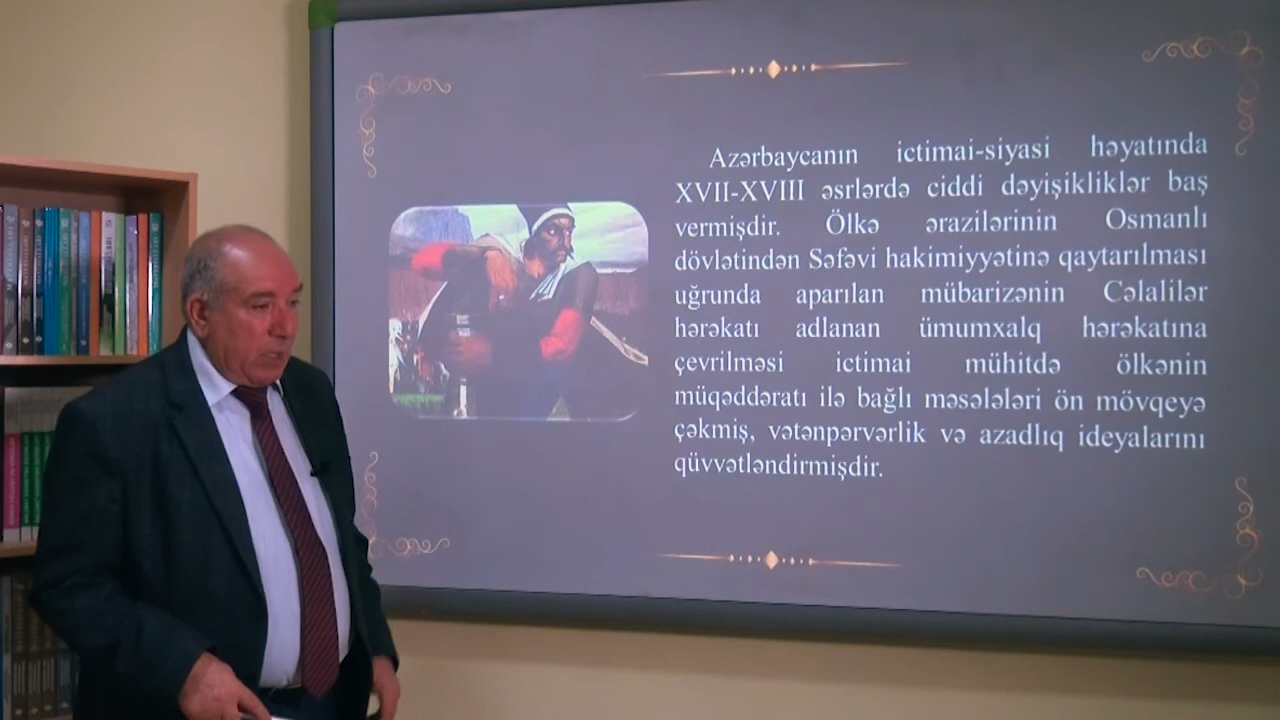 Azərbaycanın ictimai-siyasi həyatında
XVII-XVIII əsrlərdə ciddi dəyişikliklər baş
vermişdir. Ölkə ərazilərinin Osmanlı
dövlətindən Səfəvi hakimiyyətinə qaytarılması
uğrunda aparılan mübarizənin Cəlalilər
hərəkatı adlanan ümumxalq hərəkatına
çevrilməsi ictimai mühitdə ölkənin
müqəddəratı ilə bağlı məsələləri ön mövqeyə
çəkmiş, vətənpərvərlik və azadlıq ideyalarını
qüvvətləndirmişdir.